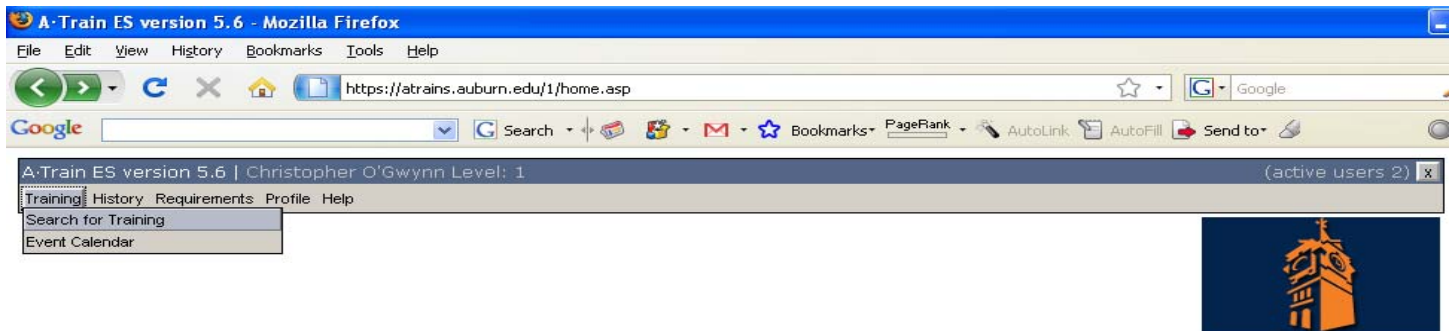 A·Train ES version 5.6 - Mozilla Firefox
File Edit View History Bookmarks Tools Help
https://atrains.auburn.edu/1/home.asp G Google
Google G Search Bookmarks PageRank AutoLink AutoFill Send to
A·Train ES version 5.6 | Christopher O'Gwynn Level: 1 (active users 2) x
Training History Requirements Profile Help
Search for Training
Event Calendar